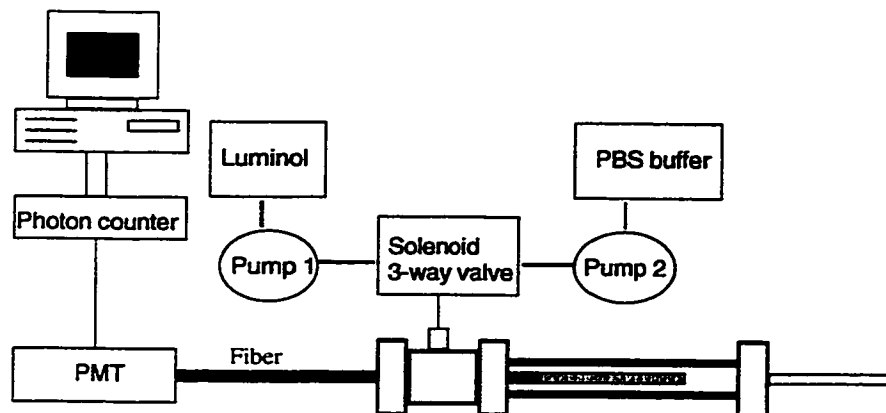 Luminol
PBS buffer
Photon counter
Solenoid
3-way valve
Pump 1
Pump 2
Fiber
PMT